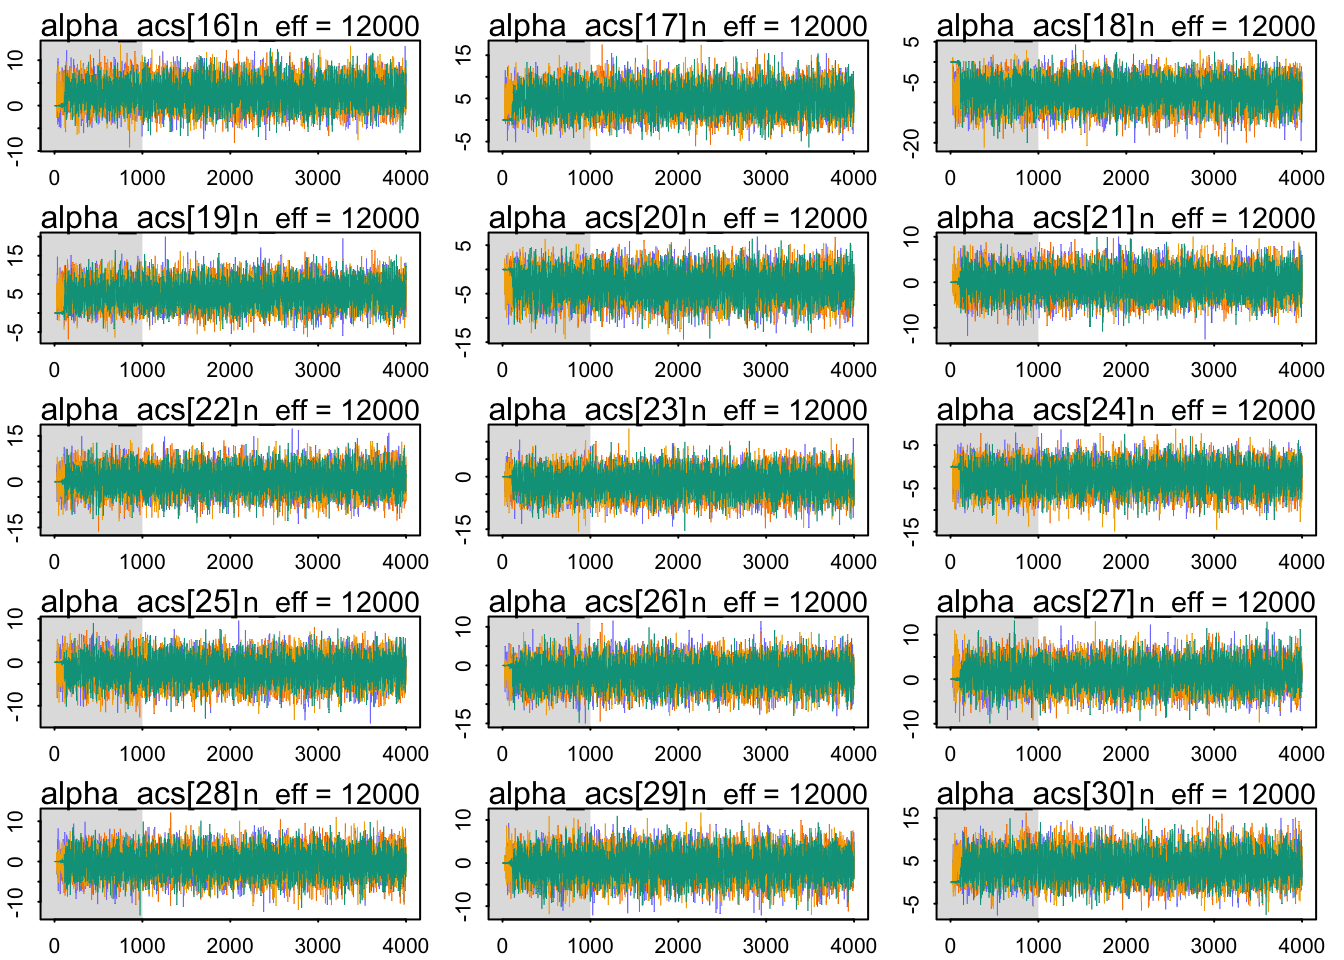 alpha_acs[16] n_eff = 12000 alpha_acs[17] n_eff = 12000 alpha_acs[18] n_eff = 12000
-10 0 10 -5 5 15 -20 -5 5
0 1000 2000 3000 4000 0 1000 2000 3000 4000 0 1000 2000 3000 4000
alpha_acs[19] n_eff = 12000 alpha_acs[20] n_eff = 12000 alpha_acs[21] n_eff = 12000
-5 5 15 -15 -5 5 -10 0 10
0 1000 2000 3000 4000 0 1000 2000 3000 4000 0 1000 2000 3000 4000
alpha_acs[22] n_eff = 12000 alpha_acs[23] n_eff = 12000 alpha_acs[24] n_eff = 12000
-15 0 15 -15 0 -15 -5 5
0 1000 2000 3000 4000 0 1000 2000 3000 4000 0 1000 2000 3000 4000
alpha_acs[25] n_eff = 12000 alpha_acs[26] n_eff = 12000 alpha_acs[27] n_eff = 12000
-10 0 10 -15 0 10 -10 0 10
0 1000 2000 3000 4000 0 1000 2000 3000 4000 0 1000 2000 3000 4000
alpha_acs[28] n_eff = 12000 alpha_acs[29] n_eff = 12000 alpha_acs[30] n_eff = 12000
-10 0 10 -10 0 10 -5 5 15
0 1000 2000 3000 4000 0 1000 2000 3000 4000 0 1000 2000 3000 4000